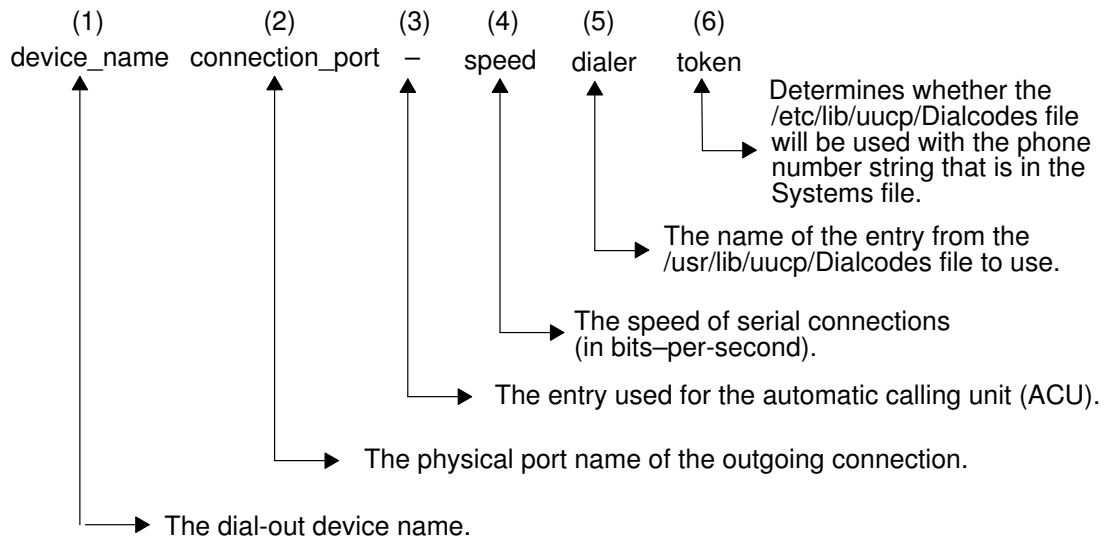 (1) (2) (3) (4) (5) (6)
device_name connection_port – speed dialer token
Determines whether the
/etc/lib/uucp/Dialcodes file
will be used with the phone
number string that is in the
Systems file.
The name of the entry from the
/usr/lib/uucp/Dialcodes file to use.
The speed of serial connections
(in bits–per-second).
The entry used for the automatic calling unit (ACU).
The physical port name of the outgoing connection.
The dial-out device name.